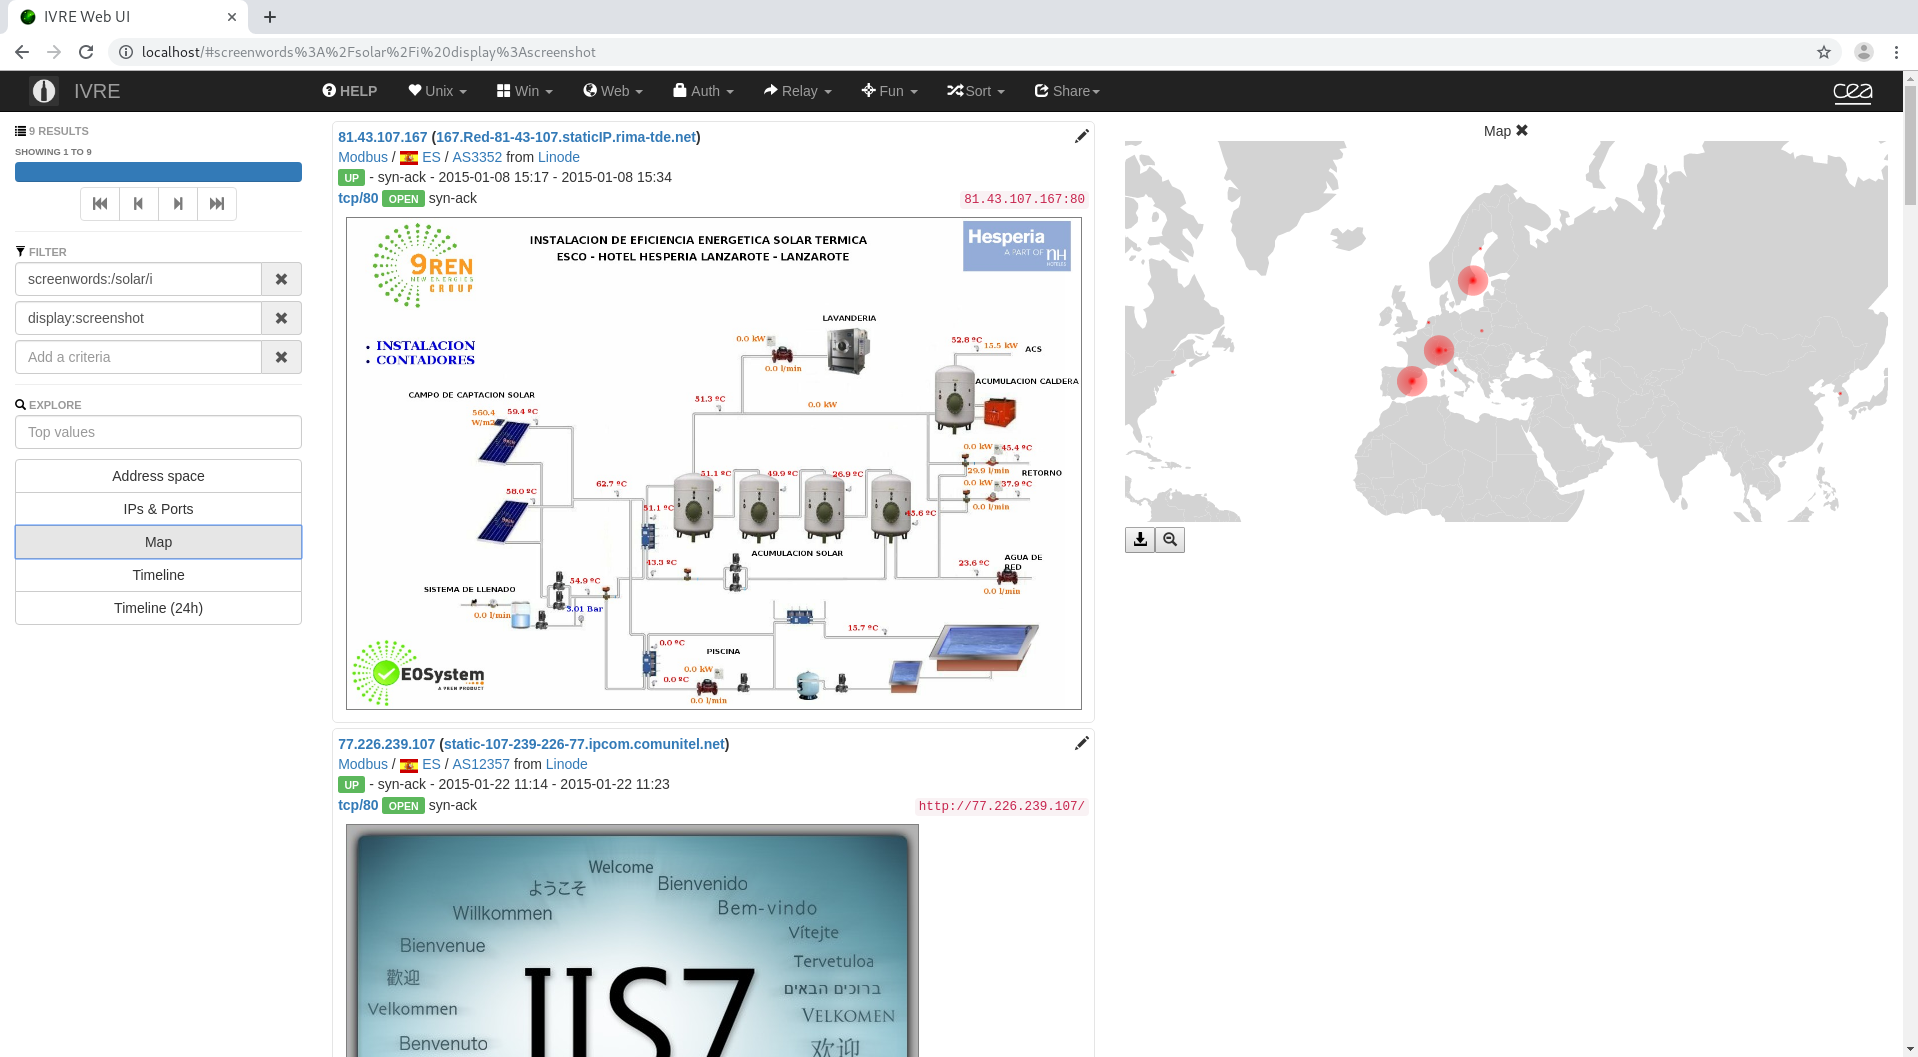 IVRE Web UI
localhost/#screenwords%3A%2Fsolar%2Fi%20display%3Ascreenshot
IVRE
HELP
Unix
Win
Web
Auth
Relay
Fun
Sort
Share
cea
9 RESULTS
SHOWING 1 TO 9
FILTER
screenwords:/solar/i
display:screenshot
Add a criteria
EXPLORE
Top values
Address space
IPs & Ports
Map
Timeline
Timeline (24h)
81.43.107.167 (167.Red-81-43-107.staticIP.rima-tde.net)
Modbus / ES / AS3352 from Linode
UP - syn-ack - 2015-01-08 15:17 - 2015-01-08 15:34
tcp/80 OPEN syn-ack
81.43.107.167:80
9REN
NEW ENERGIES
GROUP
INSTALACION DE EFICIENCIA ENERGETICA SOLAR TERMICA
ESCO - HOTEL HESPERIA LANZAROTE - LANZAROTE
Hesperia
A PART OF nH
HOTELES
• INSTALACION
• CONTADORES
LAVANDERIA
0.0 kW
0.0 l/min
52.8 ºC
15.5 kW
ACS
ACUMULACION CALDERA
CAMPO DE CAPTACION SOLAR
560.4
W/m2
59.4 ºC
51.3 ºC
0.0 kW
0.0 kW
45.4 ºC
29.9 l/min
RETORNO
0.0 kW
37.9 ºC
0.0 l/min
58.0 ºC
62.7 ºC
51.1 ºC
49.9 ºC
26.9 ºC
51.1 ºC
45.6 ºC
ACUMULACION SOLAR
43.3 ºC
AGUA DE
RED
23.6 ºC
0.0 l/min
SISTEMA DE LLENADO
54.9 ºC
0.0 l/min
3.01 Bar
15.7 ºC
0.0 ºC
PISCINA
0.0 kW
0.0 ºC
0.0 l/min
EOSystem
A 9REN PRODUCT
77.226.239.107 (static-107-239-226-77.ipcom.comunitel.net)
Modbus / ES / AS12357 from Linode
UP - syn-ack - 2015-01-22 11:14 - 2015-01-22 11:23
tcp/80 OPEN syn-ack
http://77.226.239.107/
Welcome
ようこそ
Bienvenido
Willkommen
Bem-vindo
Bienvenue
Vítejte
Tervetuloa
歡迎
ברוכים הבאים
Velkommen
VELKOMEN
Benvenuto
欢迎
IIS7
Map